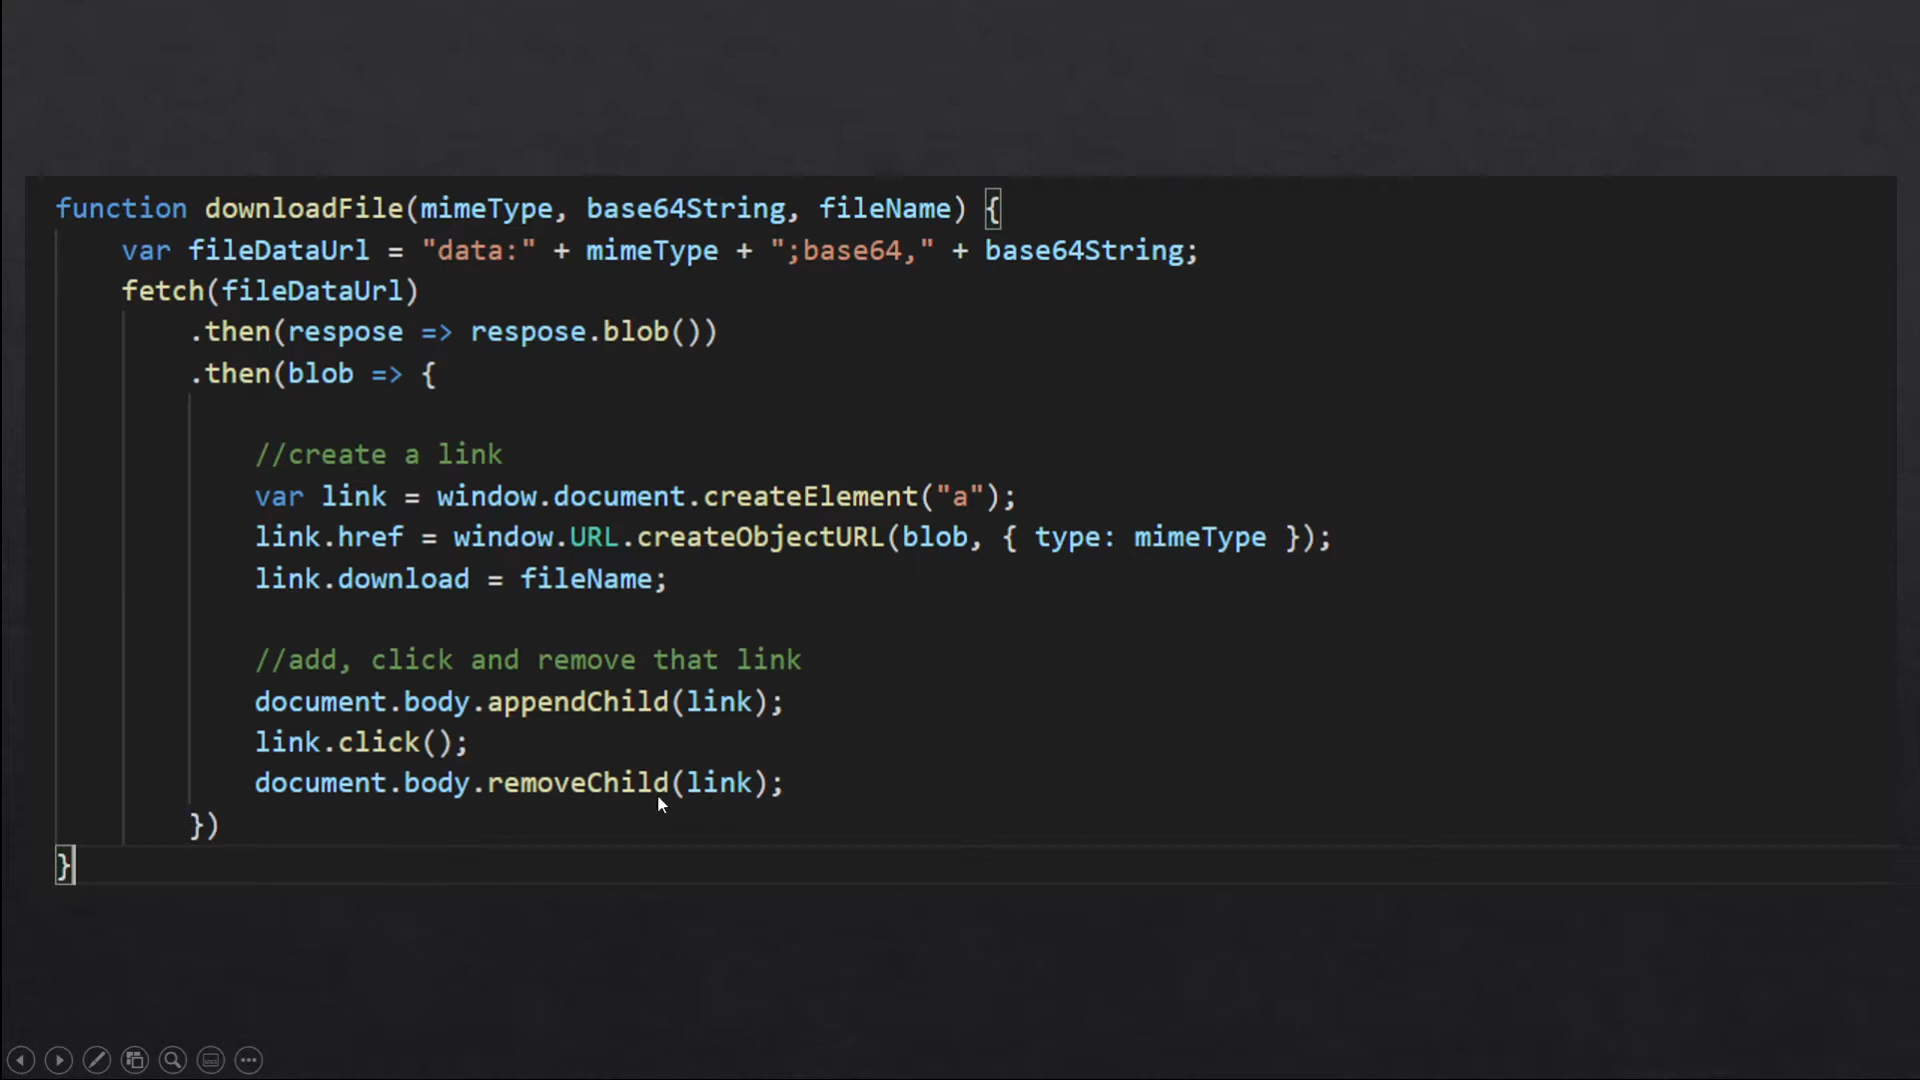 function downloadFile(mimeType, base64String, fileName) {
var fileDataUrl = "data:" + mimeType + ";base64," + base64String;
fetch(fileDataUrl)
.then(respose => respose.blob())
.then(blob => {
//create a link
var link = window.document.createElement("a");
link.href = window.URL.createObjectURL(blob, { type: mimeType });
link.download = fileName;
//add, click and remove that link
document.body.appendChild(link);
link.click();
document.body.removeChild(link);
})
}